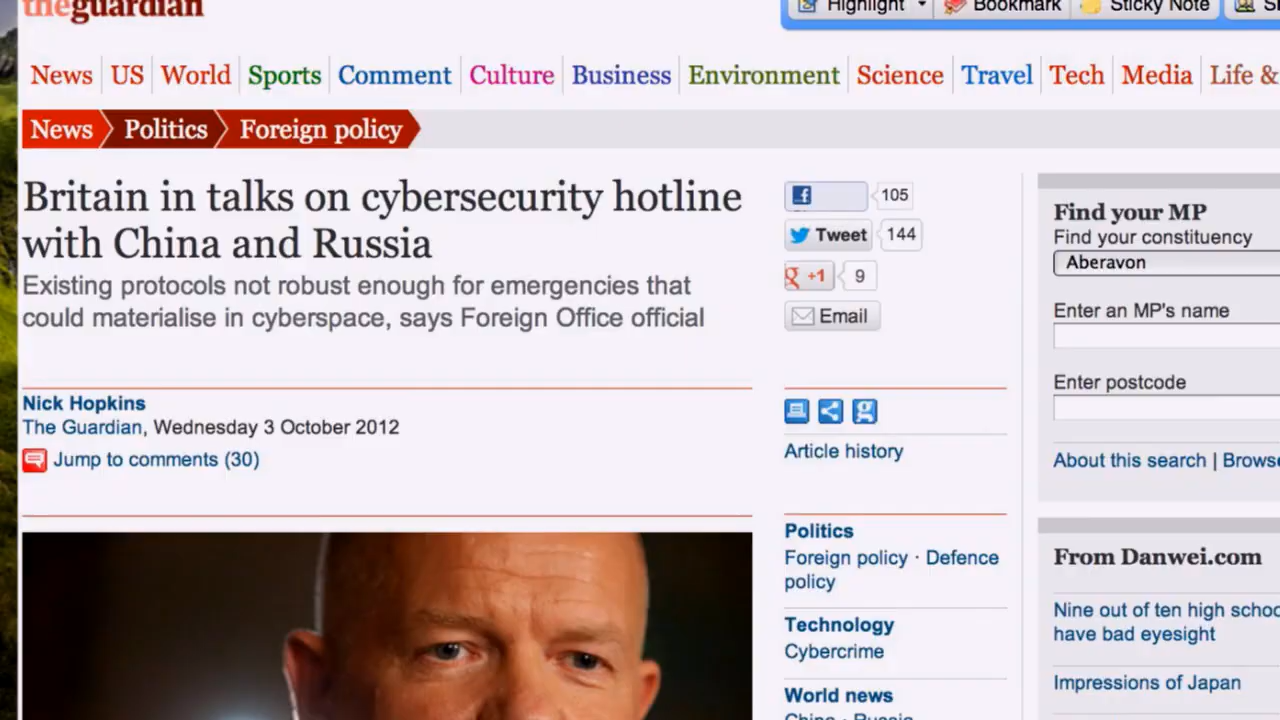 theguardian
Highlight
Bookmark
Sticky Note
News
US
World
Sports
Comment
Culture
Business
Environment
Science
Travel
Tech
Media
Life &
News
Politics
Foreign policy
Britain in talks on cybersecurity hotline
with China and Russia
Existing protocols not robust enough for emergencies that
could materialise in cyberspace, says Foreign Office official
Nick Hopkins
The Guardian, Wednesday 3 October 2012
Jump to comments (30)
105
Tweet
144
+1
9
Email
Article history
Politics
Foreign policy · Defence
policy
Technology
Cybercrime
World news
China · Russia
Find your MP
Find your constituency
Aberavon
Enter an MP's name
Enter postcode
About this search | Browse
From Danwei.com
Nine out of ten high schoo
have bad eyesight
Impressions of Japan